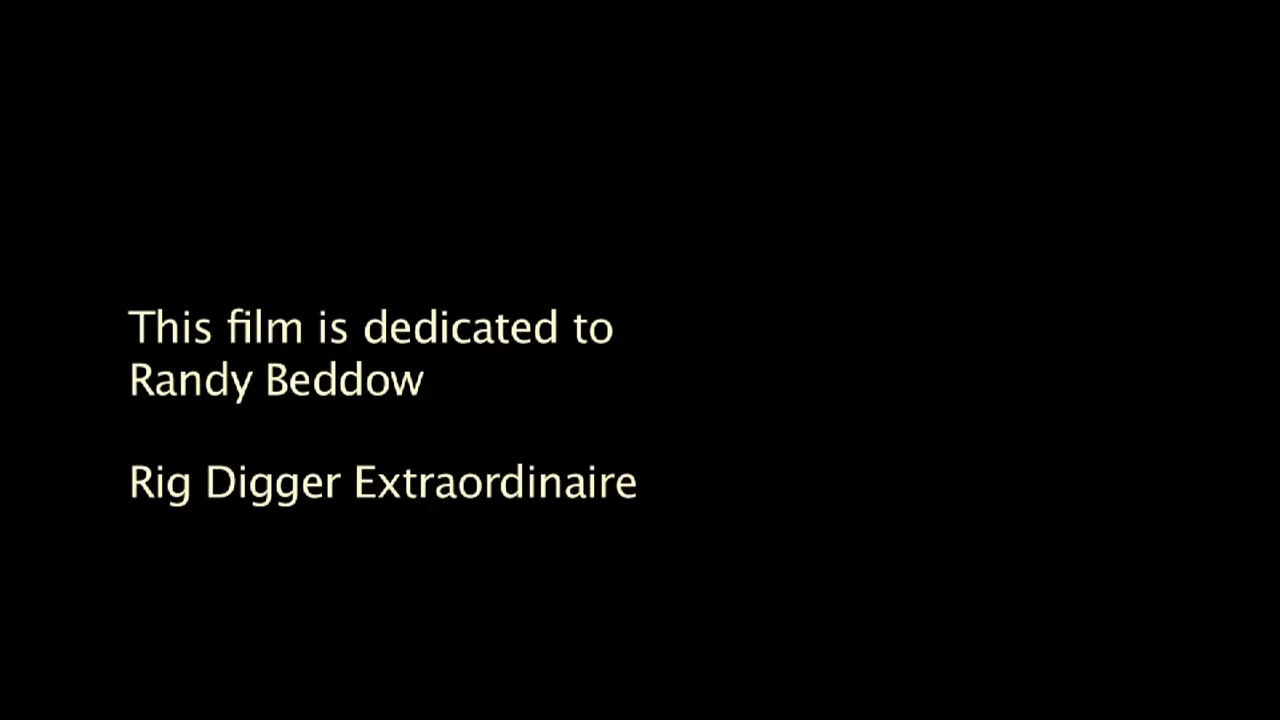 This film is dedicated to
Randy Beddow
Rig Digger Extraordinaire